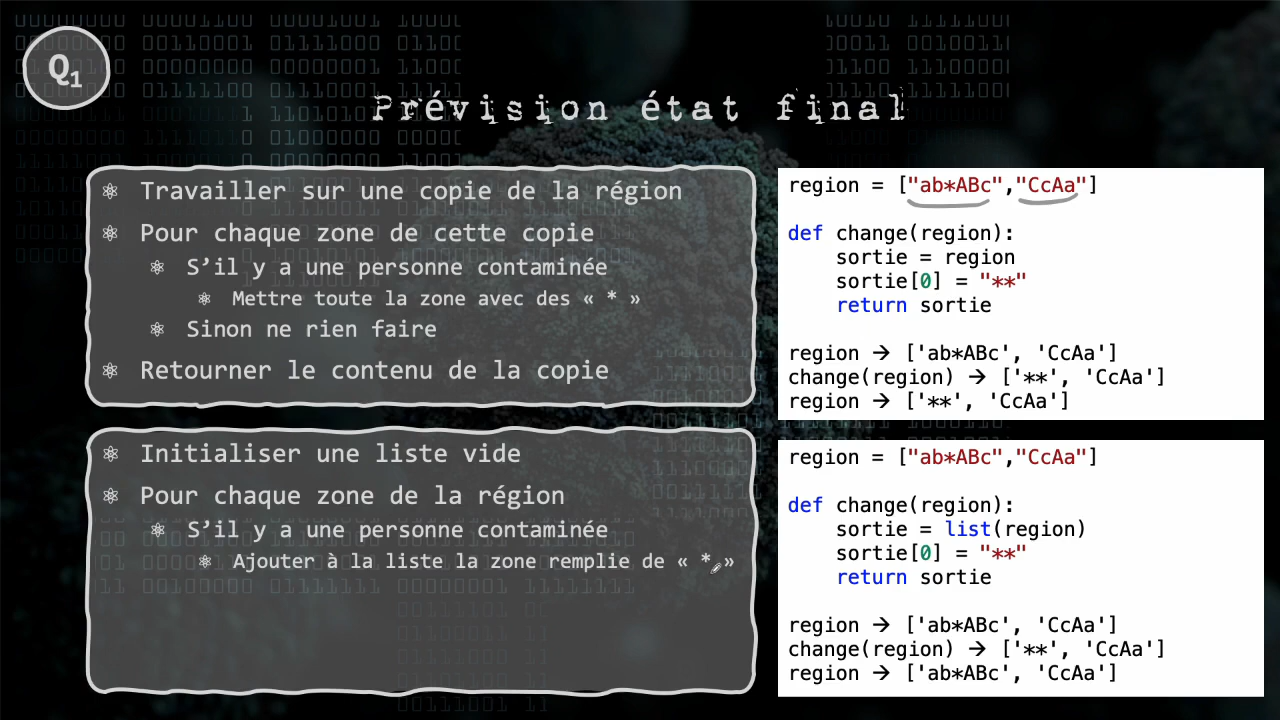 Q1
Prévision état final
Travailler sur une copie de la région
Pour chaque zone de cette copie
S’il y a une personne contaminée
Mettre toute la zone avec des « * »
Sinon ne rien faire
Retourner le contenu de la copie
region = ["ab*ABc","CcAa"]
def change(region):
sortie = region
sortie[0] = "**"
return sortie
region → ['ab*ABc', 'CcAa']
change(region) → ['**', 'CcAa']
region → ['**', 'CcAa']
Initialiser une liste vide
Pour chaque zone de la région
S’il y a une personne contaminée
Ajouter à la liste la zone remplie de « * »
region = ["ab*ABc","CcAa"]
def change(region):
sortie = list(region)
sortie[0] = "**"
return sortie
region → ['ab*ABc', 'CcAa']
change(region) → ['**', 'CcAa']
region → ['ab*ABc', 'CcAa']